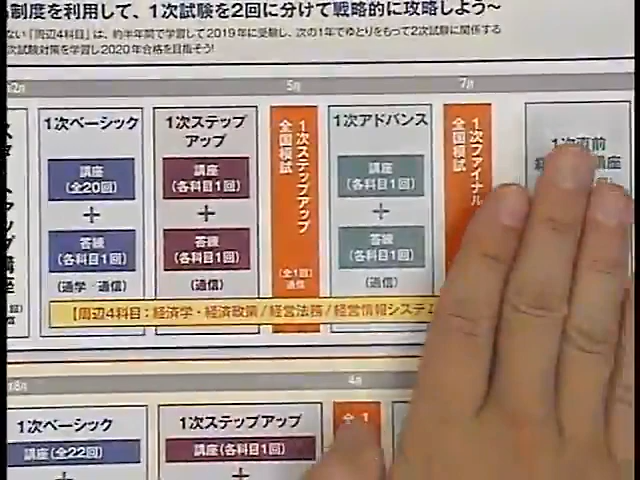 制度を利用して、1次試験を2回に分けて戦略的に攻略しよう〜
ない「周辺4科目」は、約半年間で学習して2019年に受験し、次の1年でゆとりをもって2次試験に関係する
次試験対策を学習し2020年合格を目指そう!
5月
7月
1次ベーシック
講座
(全20回)
+
答練
(各科目1回)
(通学・通信)
1次ステップ
アップ
講座
(各科目1回)
+
答練
(各科目1回)
(通信)
1次ステップアップ
全国模試
(全1回)
通信
1次アドバンス
講座
(各科目1回)
+
答練
(各科目1回)
(通信)
1次ファイナル
全国模試
1次直前
講座
【周辺4科目:経済学・経済政策/経営法務/経営情報システム
4月
1次ベーシック
講座(全22回)
+
1次ステップアップ
講座(各科目1回)
+